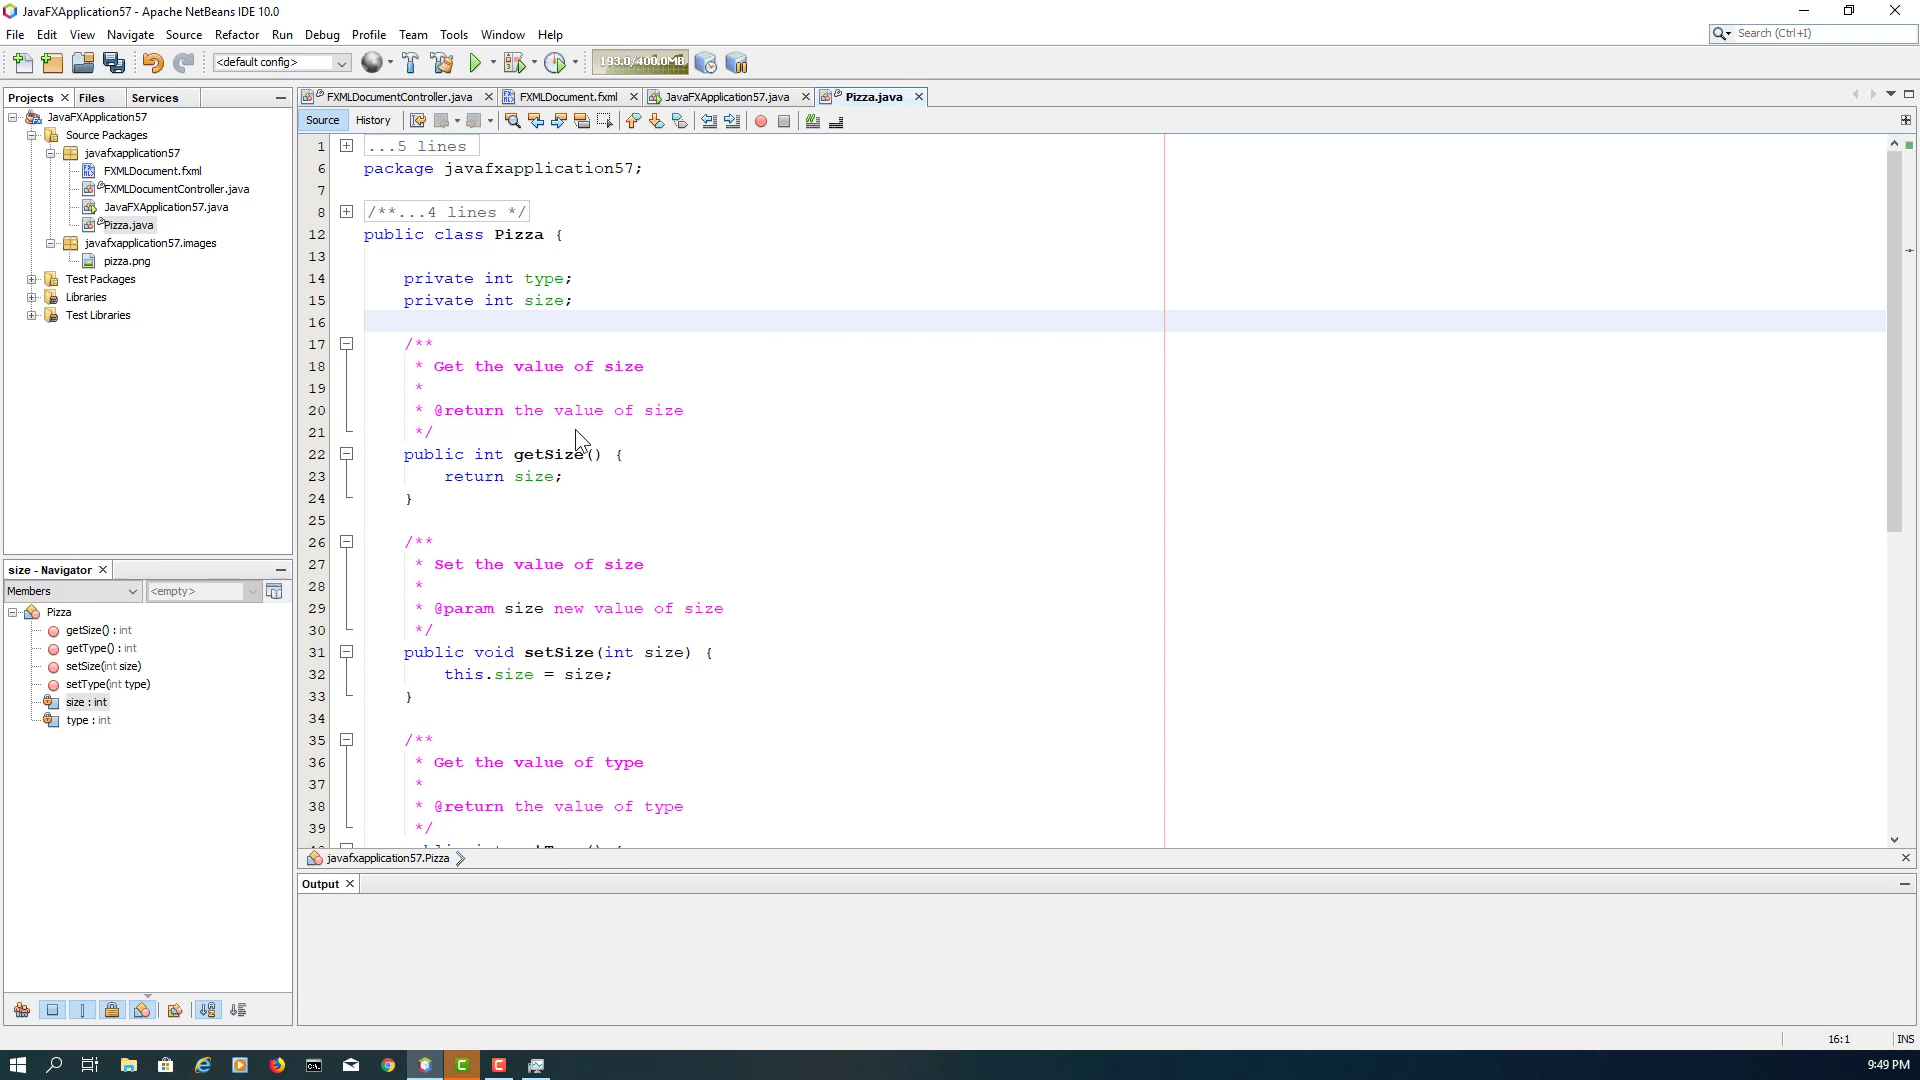 JavaFXApplication57 - Apache NetBeans IDE 10.0
File Edit View Navigate Source Refactor Run Debug Profile Team Tools Window Help
Search (Ctrl+I)
<default config>
193.0/400.0MB
Projects Files Services
FXMLDocumentController.java FXMLDocument.fxml JavaFXApplication57.java Pizza.java
Source History
JavaFXApplication57
Source Packages
javafxapplication57
FXMLDocument.fxml
FXMLDocumentController.java
JavaFXApplication57.java
Pizza.java
javafxapplication57.images
pizza.png
Test Packages
Libraries
Test Libraries
size - Navigator
Members <empty>
Pizza
getSize() : int
getType() : int
setSize(int size)
setType(int type)
size : int
type : int
1 ...5 lines
6 package javafxapplication57;
7
8 /**...4 lines */
12 public class Pizza {
13
14 private int type;
15 private int size;
16
17 /**
18 * Get the value of size
19 *
20 * @return the value of size
21 */
22 public int getSize() {
23 return size;
24 }
25
26 /**
27 * Set the value of size
28 *
29 * @param size new value of size
30 */
31 public void setSize(int size) {
32 this.size = size;
33 }
34
35 /**
36 * Get the value of type
37 *
38 * @return the value of type
39 */
javafxapplication57.Pizza
Output
16:1 INS
9:49 PM